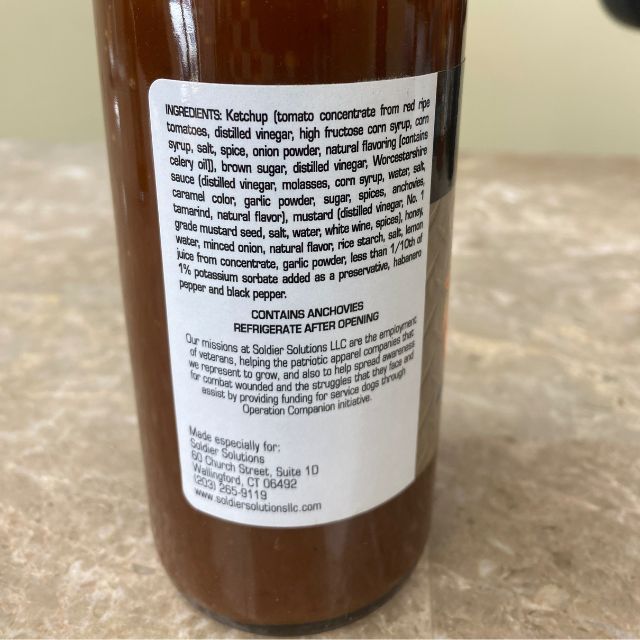 INGREDIENTS: Ketchup (tomato concentrate from red ripe
tomatoes, distilled vinegar, high fructose corn syrup, corn
syrup, salt, spice, onion powder, natural flavoring [contains
celery oil]), brown sugar, distilled vinegar, Worcestershire
sauce (distilled vinegar, molasses, corn syrup, water, salt,
caramel color, garlic powder, sugar, spices, anchovies,
tamarind, natural flavor), mustard (distilled vinegar, No. 1
grade mustard seed, salt, water, white wine, spices), honey,
water, minced onion, natural flavor, rice starch, salt, lemon
juice from concentrate, garlic powder, less than 1/10th of
1% potassium sorbate added as a preservative, habanero
pepper and black pepper.
CONTAINS ANCHOVIES
REFRIGERATE AFTER OPENING
Our missions at Soldier Solutions LLC are the employment
of veterans, helping the patriotic apparel companies that
we represent to grow, and also to help spread awareness
for combat wounded and the struggles that they face and
assist by providing funding for service dogs through
Operation Companion initiative.
Made especially for:
Soldier Solutions
60 Church Street, Suite 10
Wallingford, CT 06492
(203) 265-9119
www.soldiersolutionsllc.com